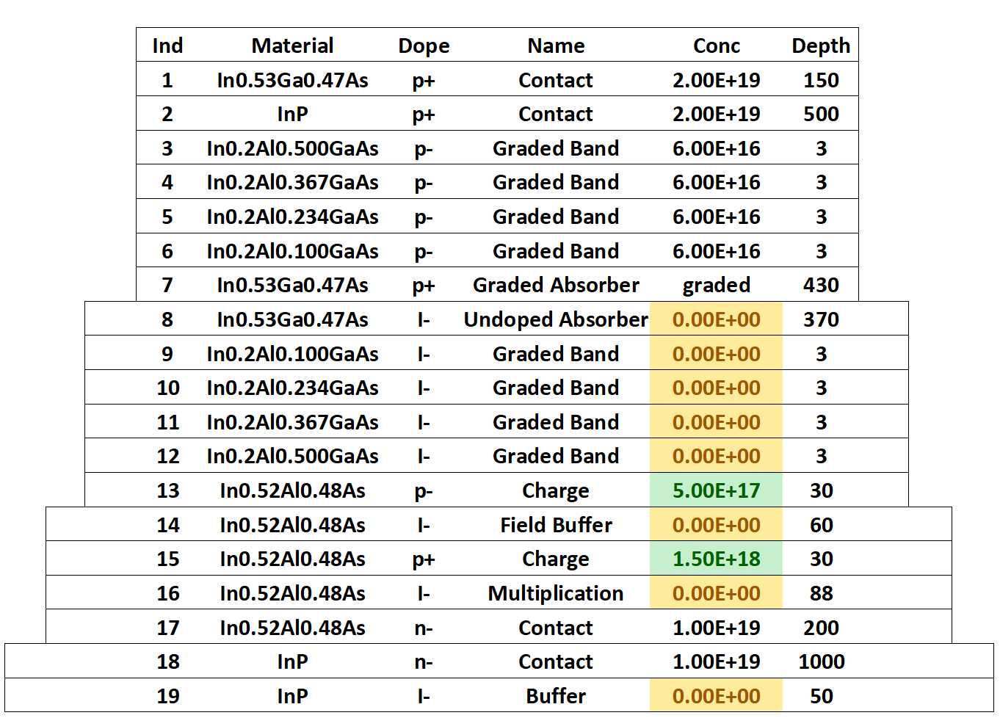 Ind Material Dope Name Conc Depth
1 In0.53Ga0.47As p+ Contact 2.00E+19 150
2 InP p+ Contact 2.00E+19 500
3 In0.2Al0.500GaAs p- Graded Band 6.00E+16 3
4 In0.2Al0.367GaAs p- Graded Band 6.00E+16 3
5 In0.2Al0.234GaAs p- Graded Band 6.00E+16 3
6 In0.2Al0.100GaAs p- Graded Band 6.00E+16 3
7 In0.53Ga0.47As p+ Graded Absorber graded 430
8 In0.53Ga0.47As I- Undoped Absorber 0.00E+00 370
9 In0.2Al0.100GaAs I- Graded Band 0.00E+00 3
10 In0.2Al0.234GaAs I- Graded Band 0.00E+00 3
11 In0.2Al0.367GaAs I- Graded Band 0.00E+00 3
12 In0.2Al0.500GaAs I- Graded Band 0.00E+00 3
13 In0.52Al0.48As p- Charge 5.00E+17 30
14 In0.52Al0.48As I- Field Buffer 0.00E+00 60
15 In0.52Al0.48As p+ Charge 1.50E+18 30
16 In0.52Al0.48As I- Multiplication 0.00E+00 88
17 In0.52Al0.48As n- Contact 1.00E+19 200
18 InP n- Contact 1.00E+19 1000
19 InP I- Buffer 0.00E+00 50